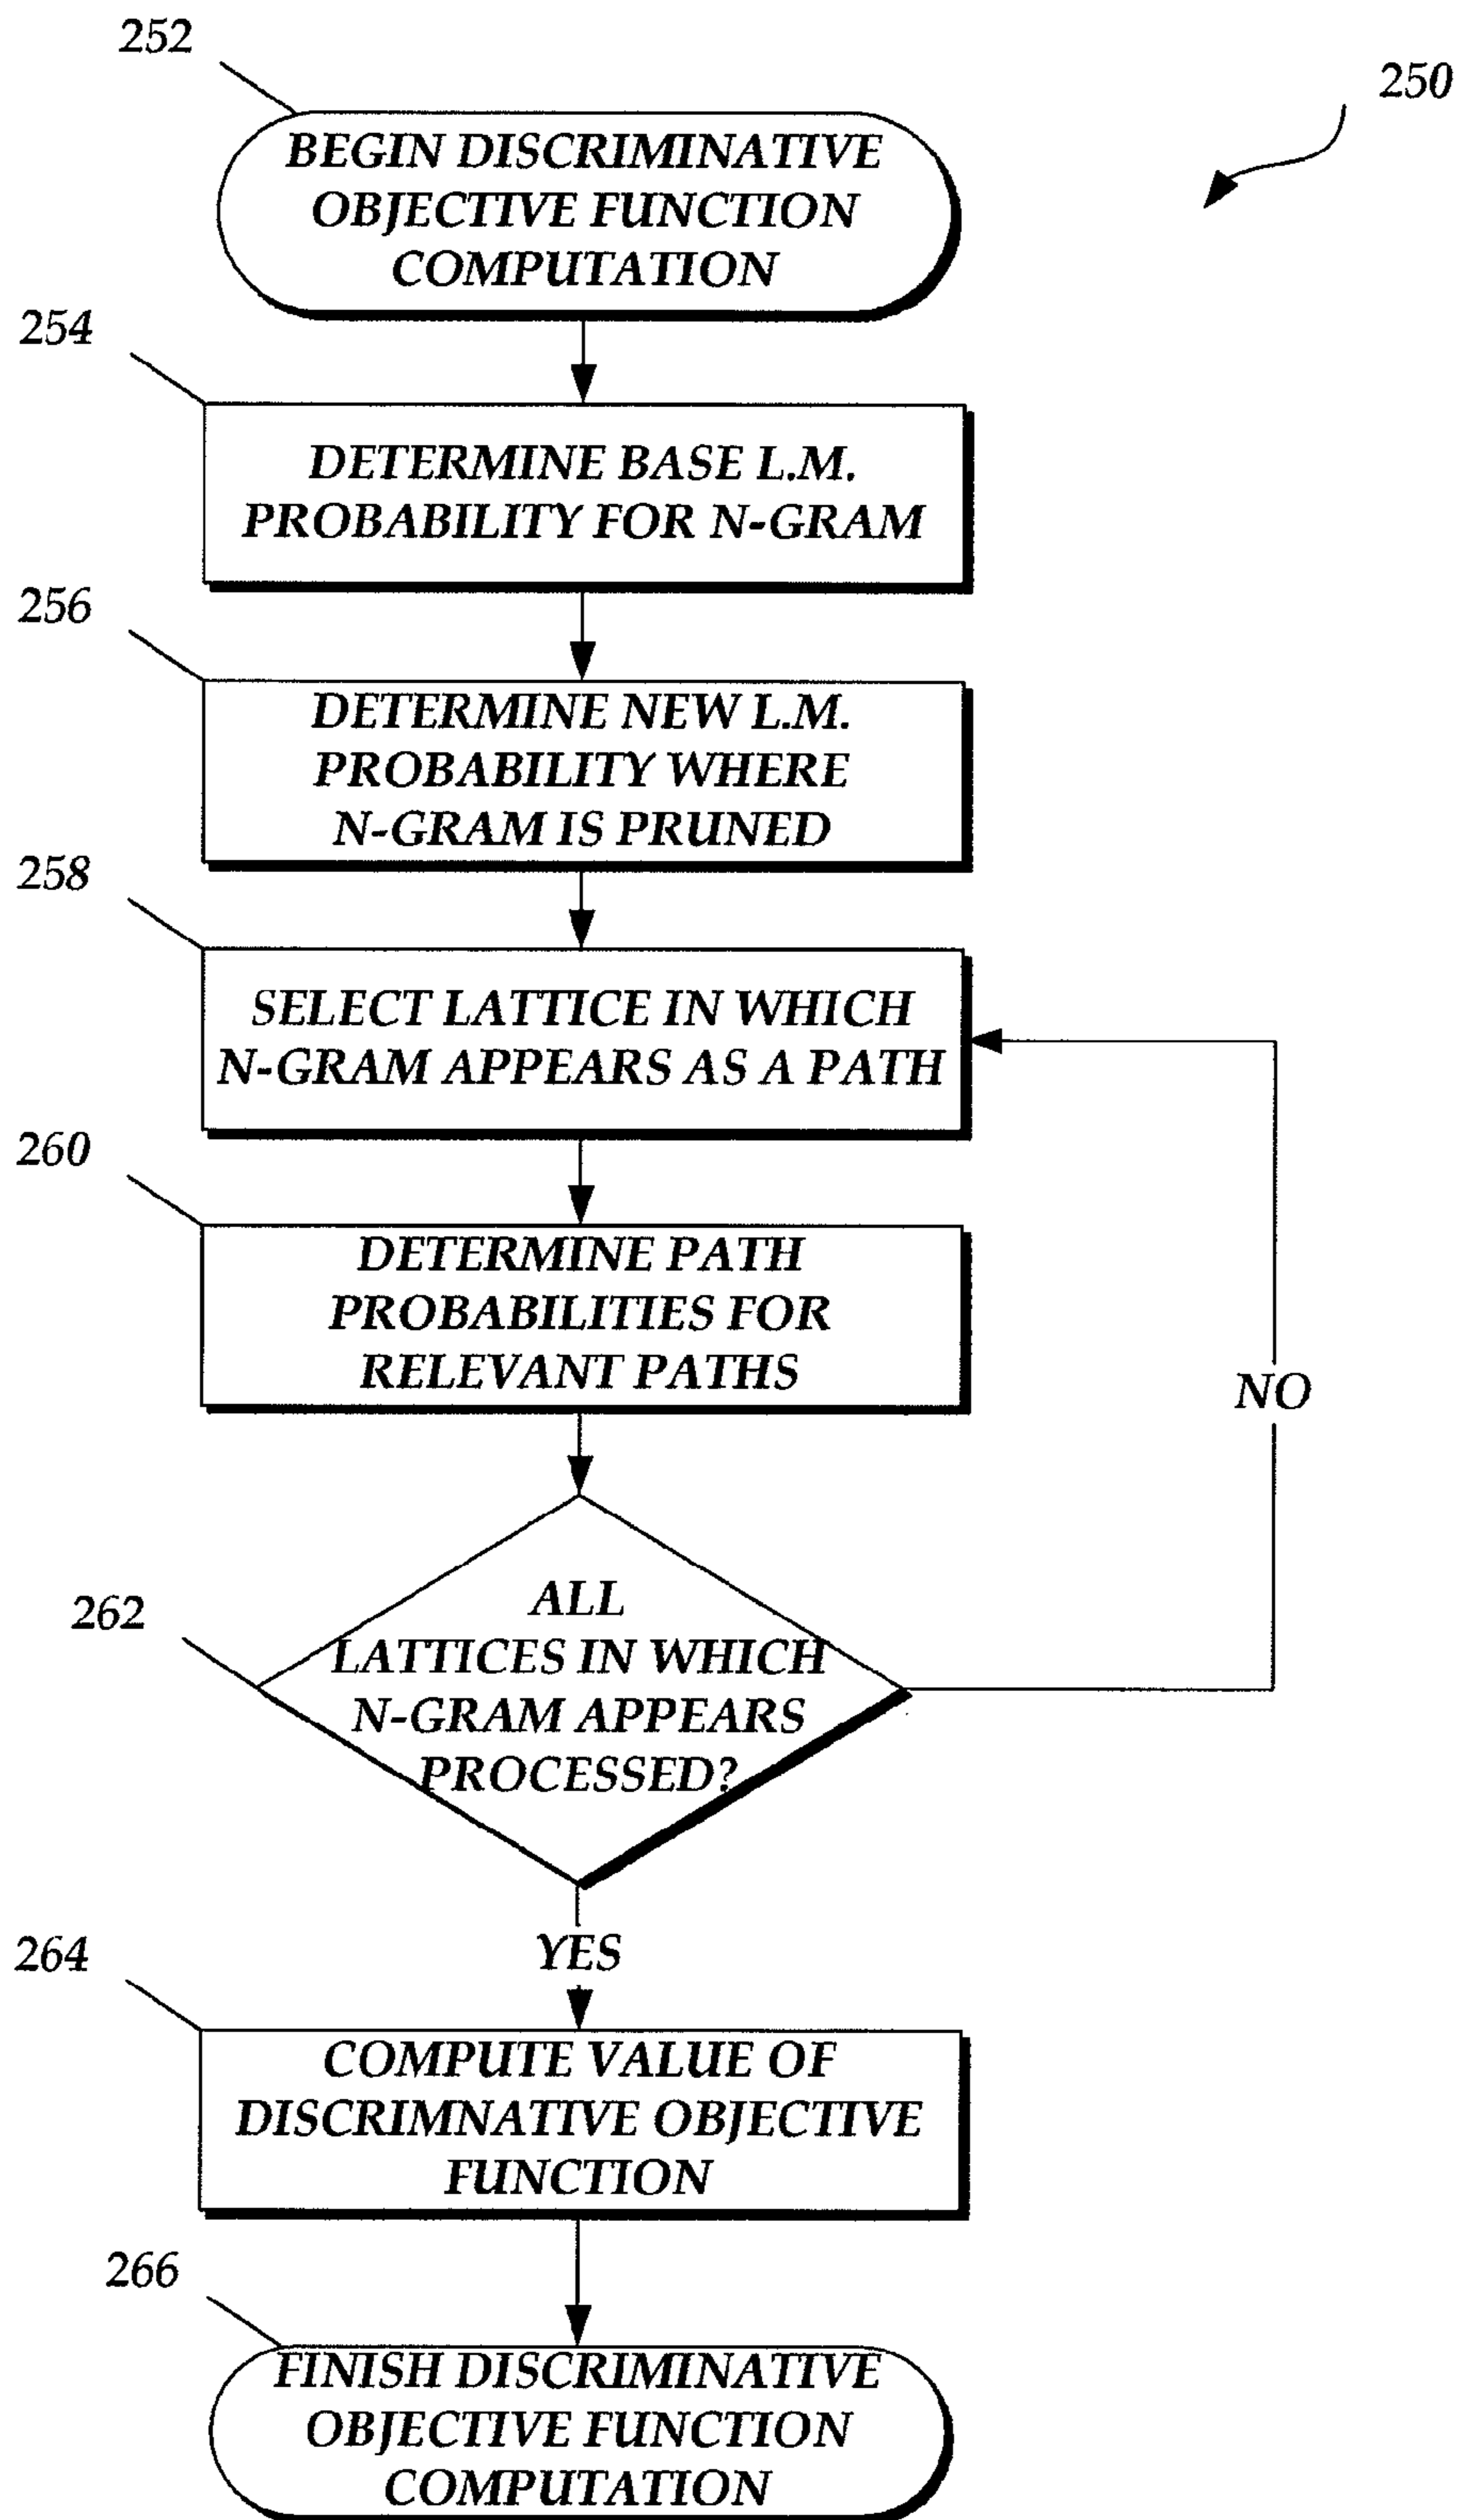 252
250
BEGIN DISCRIMINATIVE
OBJECTIVE FUNCTION
COMPUTATION
254
DETERMINE BASE L.M.
PROBABILITY FOR N-GRAM
256
DETERMINE NEW L.M.
PROBABILITY WHERE
N-GRAM IS PRUNED
258
SELECT LATTICE IN WHICH
N-GRAM APPEARS AS A PATH
260
DETERMINE PATH
PROBABILITIES FOR
RELEVANT PATHS
NO
262
ALL
LATTICES IN WHICH
N-GRAM APPEARS
PROCESSED?
YES
264
COMPUTE VALUE OF
DISCRIMNATIVE OBJECTIVE
FUNCTION
266
FINISH DISCRIMINATIVE
OBJECTIVE FUNCTION
COMPUTATION